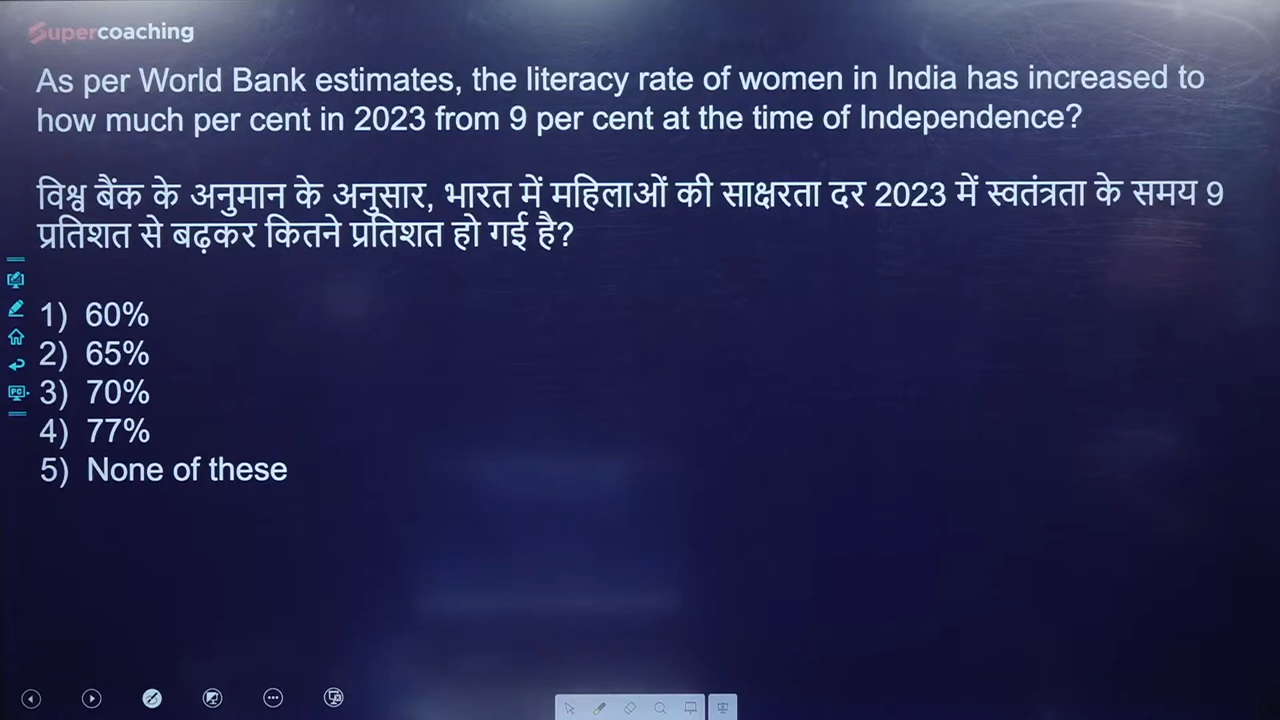 Supercoaching
As per World Bank estimates, the literacy rate of women in India has increased to
how much per cent in 2023 from 9 per cent at the time of Independence?
विश्व बैंक के अनुमान के अनुसार, भारत में महिलाओं की साक्षरता दर 2023 में स्वतंत्रता के समय 9
प्रतिशत से बढ़कर कितने प्रतिशत हो गई है?
1) 60%
2) 65%
3) 70%
PC
4) 77%
5) None of these